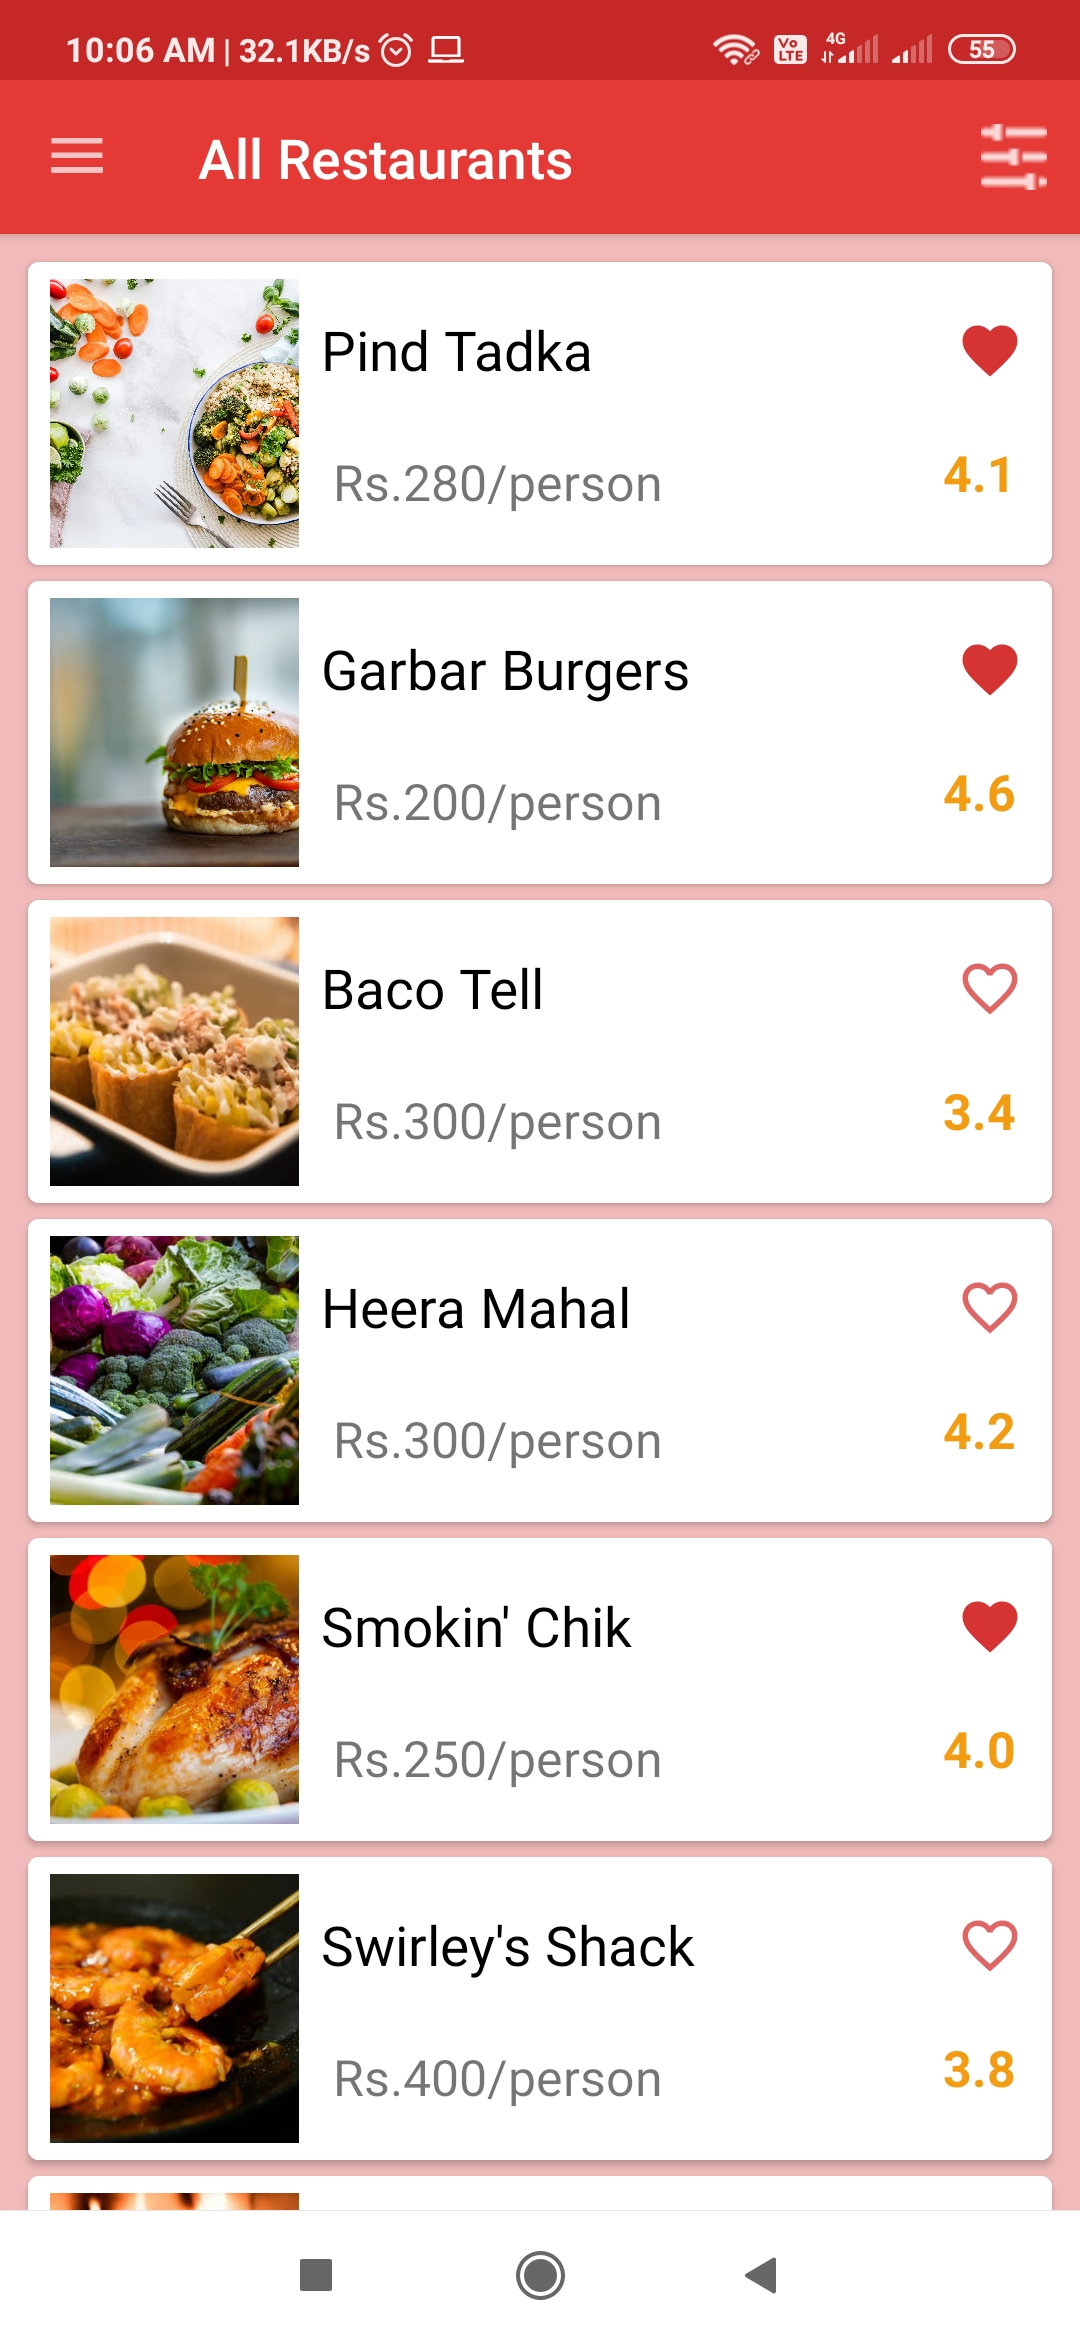 10:06 AM | 32.1KB/s
Vo LTE 4G 55
All Restaurants
Pind Tadka
Rs.280/person 4.1
Garbar Burgers
Rs.200/person 4.6
Baco Tell
Rs.300/person 3.4
Heera Mahal
Rs.300/person 4.2
Smokin' Chik
Rs.250/person 4.0
Swirley's Shack
Rs.400/person 3.8